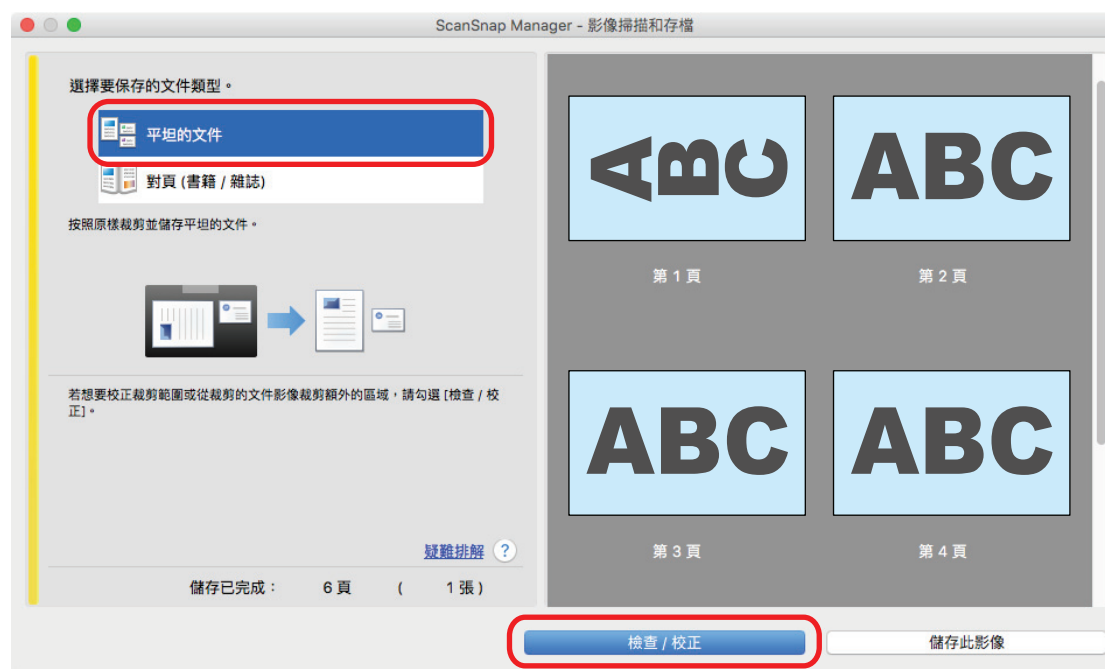 ScanSnap Manager - 影像掃描和存檔
選擇要保存的文件類型。
平坦的文件
對頁 (書籍 / 雜誌)
按照原樣裁剪並儲存平坦的文件。
若想要校正裁剪範圍或從裁剪的文件影像裁剪額外的區域，請勾選 [檢查 / 校
正]。
疑難排解 ?
儲存已完成： 6 頁 ( 1 張 )
ABC ABC
第 1 頁 第 2 頁
ABC ABC
第 3 頁 第 4 頁
檢查 / 校正 儲存此影像